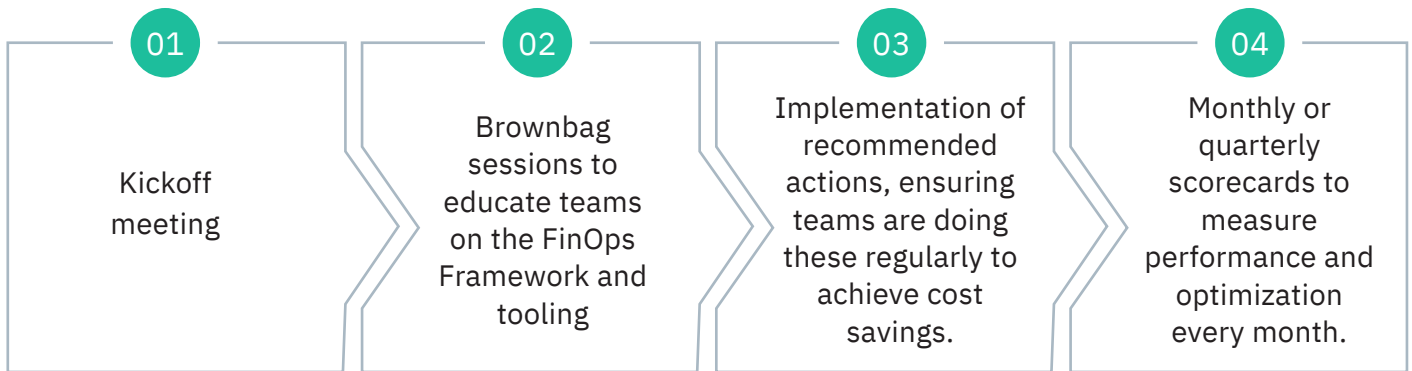 01
Kickoff
meeting
02
Brownbag
sessions to
educate teams
on the FinOps
Framework and
tooling
03
Implementation of
recommended
actions, ensuring
teams are doing
these regularly to
achieve cost
savings.
04
Monthly or
quarterly
scorecards to
measure
performance and
optimization
every month.